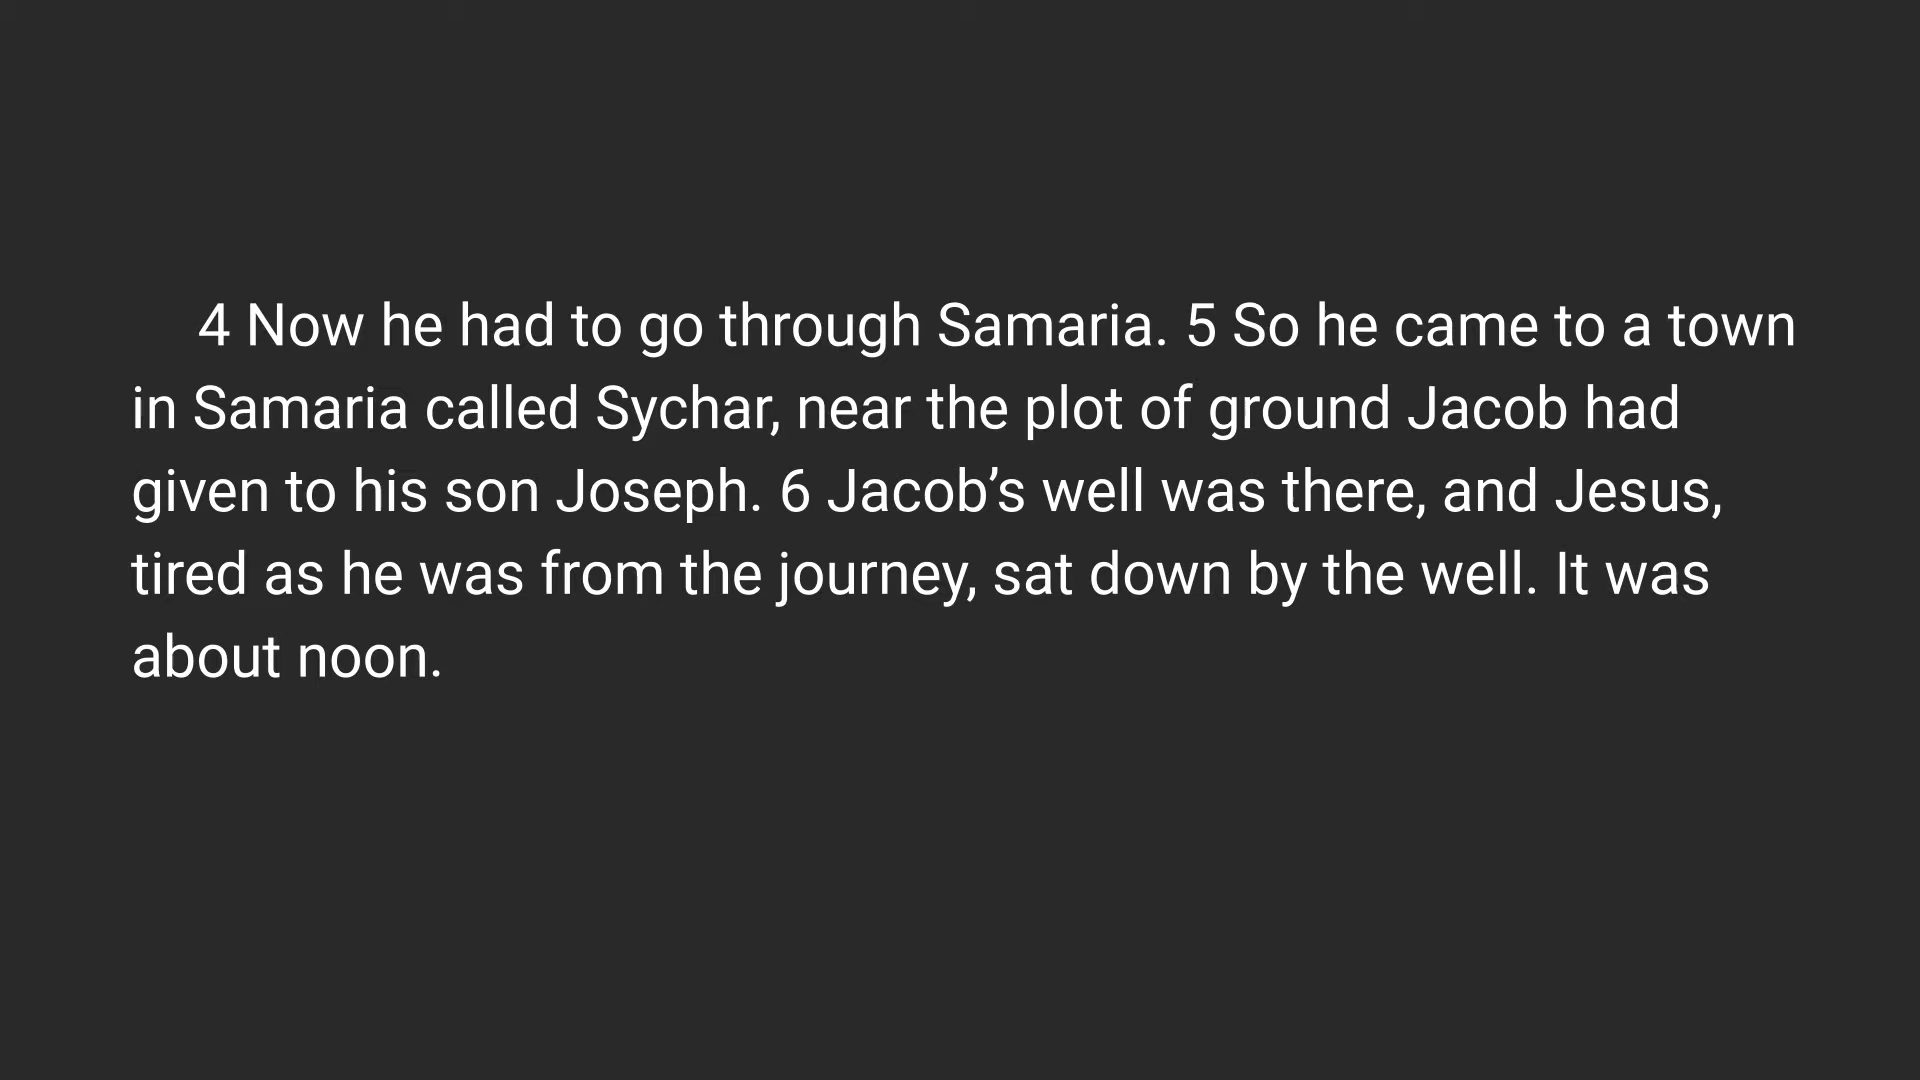 4 Now he had to go through Samaria. 5 So he came to a town
in Samaria called Sychar, near the plot of ground Jacob had
given to his son Joseph. 6 Jacob’s well was there, and Jesus,
tired as he was from the journey, sat down by the well. It was
about noon.